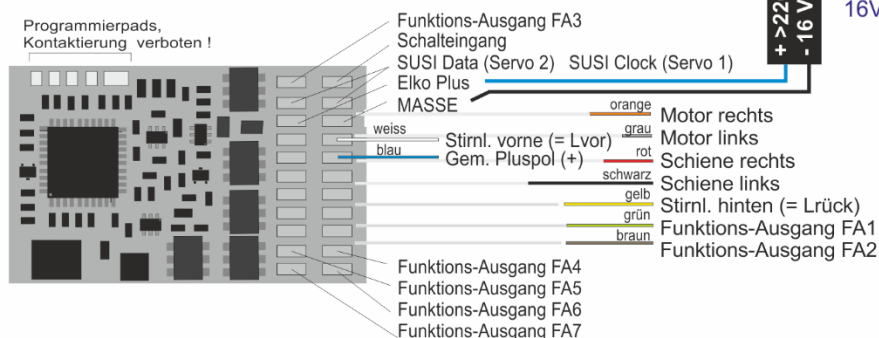 Programmierpads,
Kontaktierung verboten !
Funktions-Ausgang FA3
Schalteingang
SUSI Data (Servo 2) SUSI Clock (Servo 1)
Elko Plus
MASSE
+ >22
- 16 V
16V
orange
Motor rechts
weiss
Stirnl. vorne (= Lvor)
grau
Motor links
blau
Gem. Pluspol (+)
rot
Schiene rechts
schwarz
Schiene links
gelb
Stirnl. hinten (= Lrück)
grün
Funktions-Ausgang FA1
braun
Funktions-Ausgang FA2
Funktions-Ausgang FA4
Funktions-Ausgang FA5
Funktions-Ausgang FA6
Funktions-Ausgang FA7